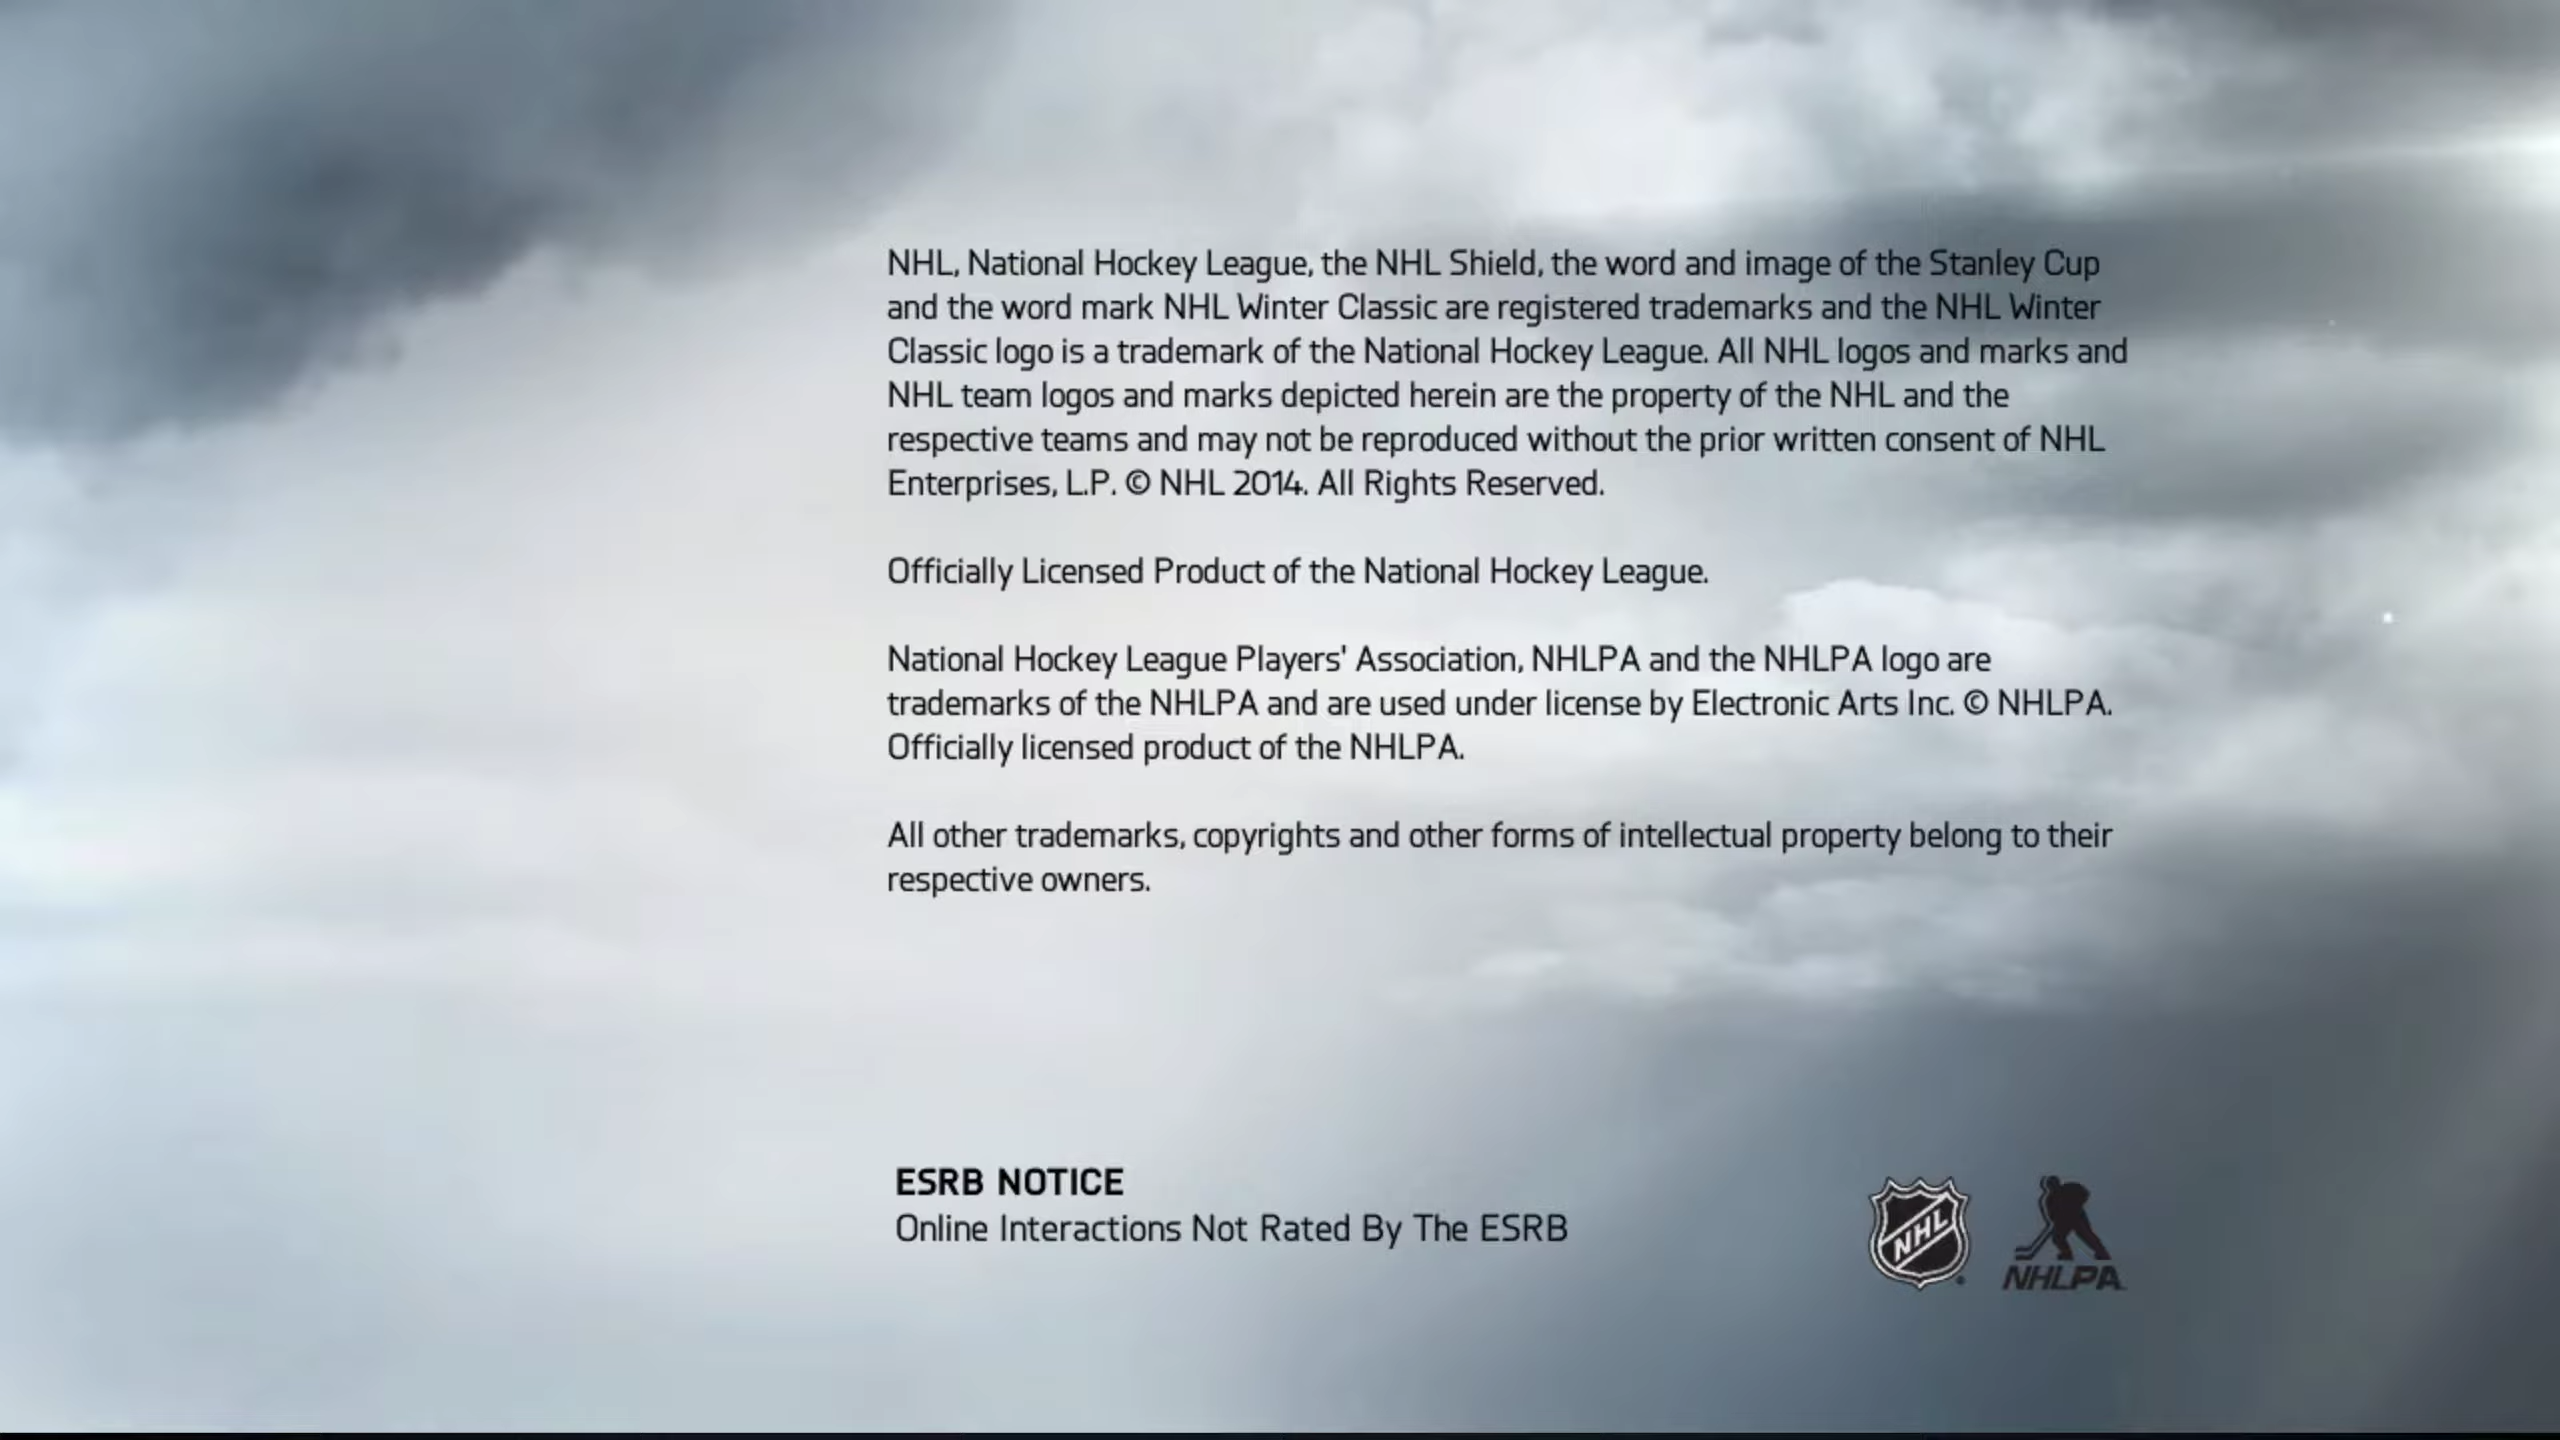 NHL, National Hockey League, the NHL Shield, the word and image of the Stanley Cup
and the word mark NHL Winter Classic are registered trademarks and the NHL Winter
Classic logo is a trademark of the National Hockey League. All NHL logos and marks and
NHL team logos and marks depicted herein are the property of the NHL and the
respective teams and may not be reproduced without the prior written consent of NHL
Enterprises, L.P. © NHL 2014. All Rights Reserved.
Officially Licensed Product of the National Hockey League.
National Hockey League Players' Association, NHLPA and the NHLPA logo are
trademarks of the NHLPA and are used under license by Electronic Arts Inc. © NHLPA.
Officially licensed product of the NHLPA.
All other trademarks, copyrights and other forms of intellectual property belong to their
respective owners.
ESRB NOTICE
Online Interactions Not Rated By The ESRB
NHL
NHLPA